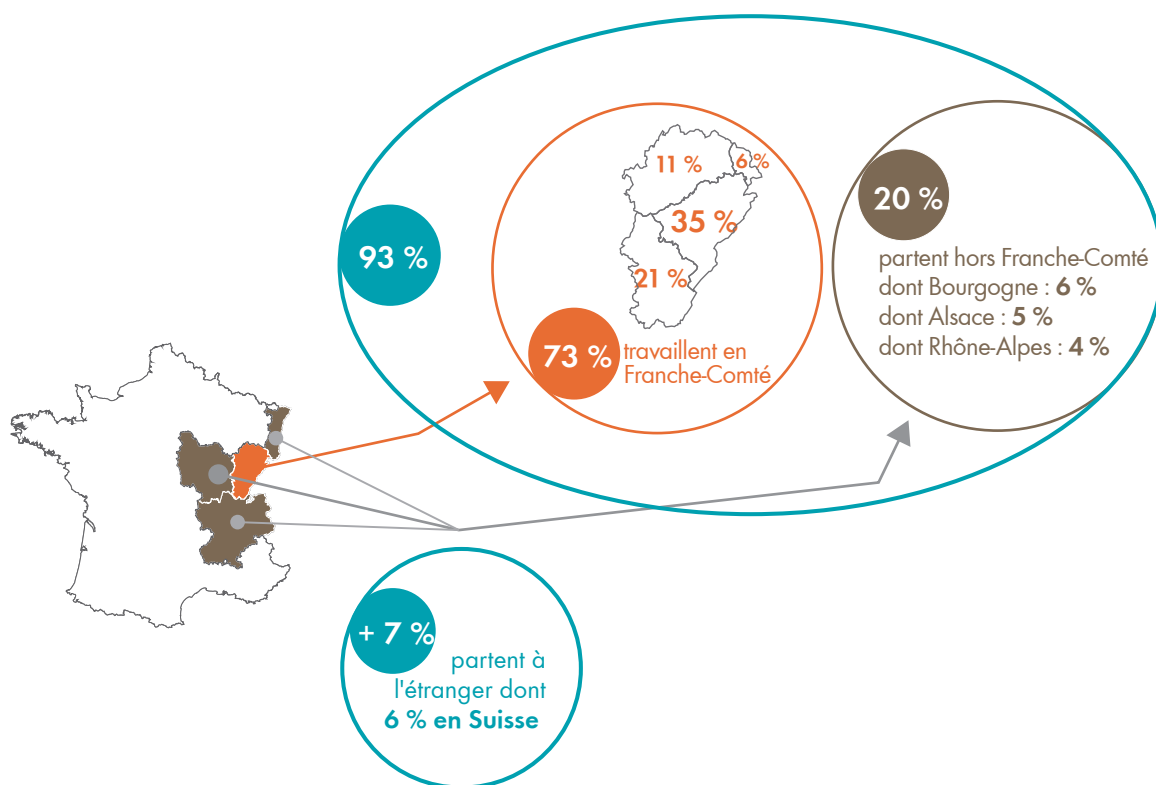 11 %
6 %
35 %
21 %
93 %
73 %
travaillent en
Franche-Comté
20 %
partent hors Franche-Comté
dont Bourgogne : 6 %
dont Alsace : 5 %
dont Rhône-Alpes : 4 %
+ 7 %
partent à
l'étranger dont
6 % en Suisse